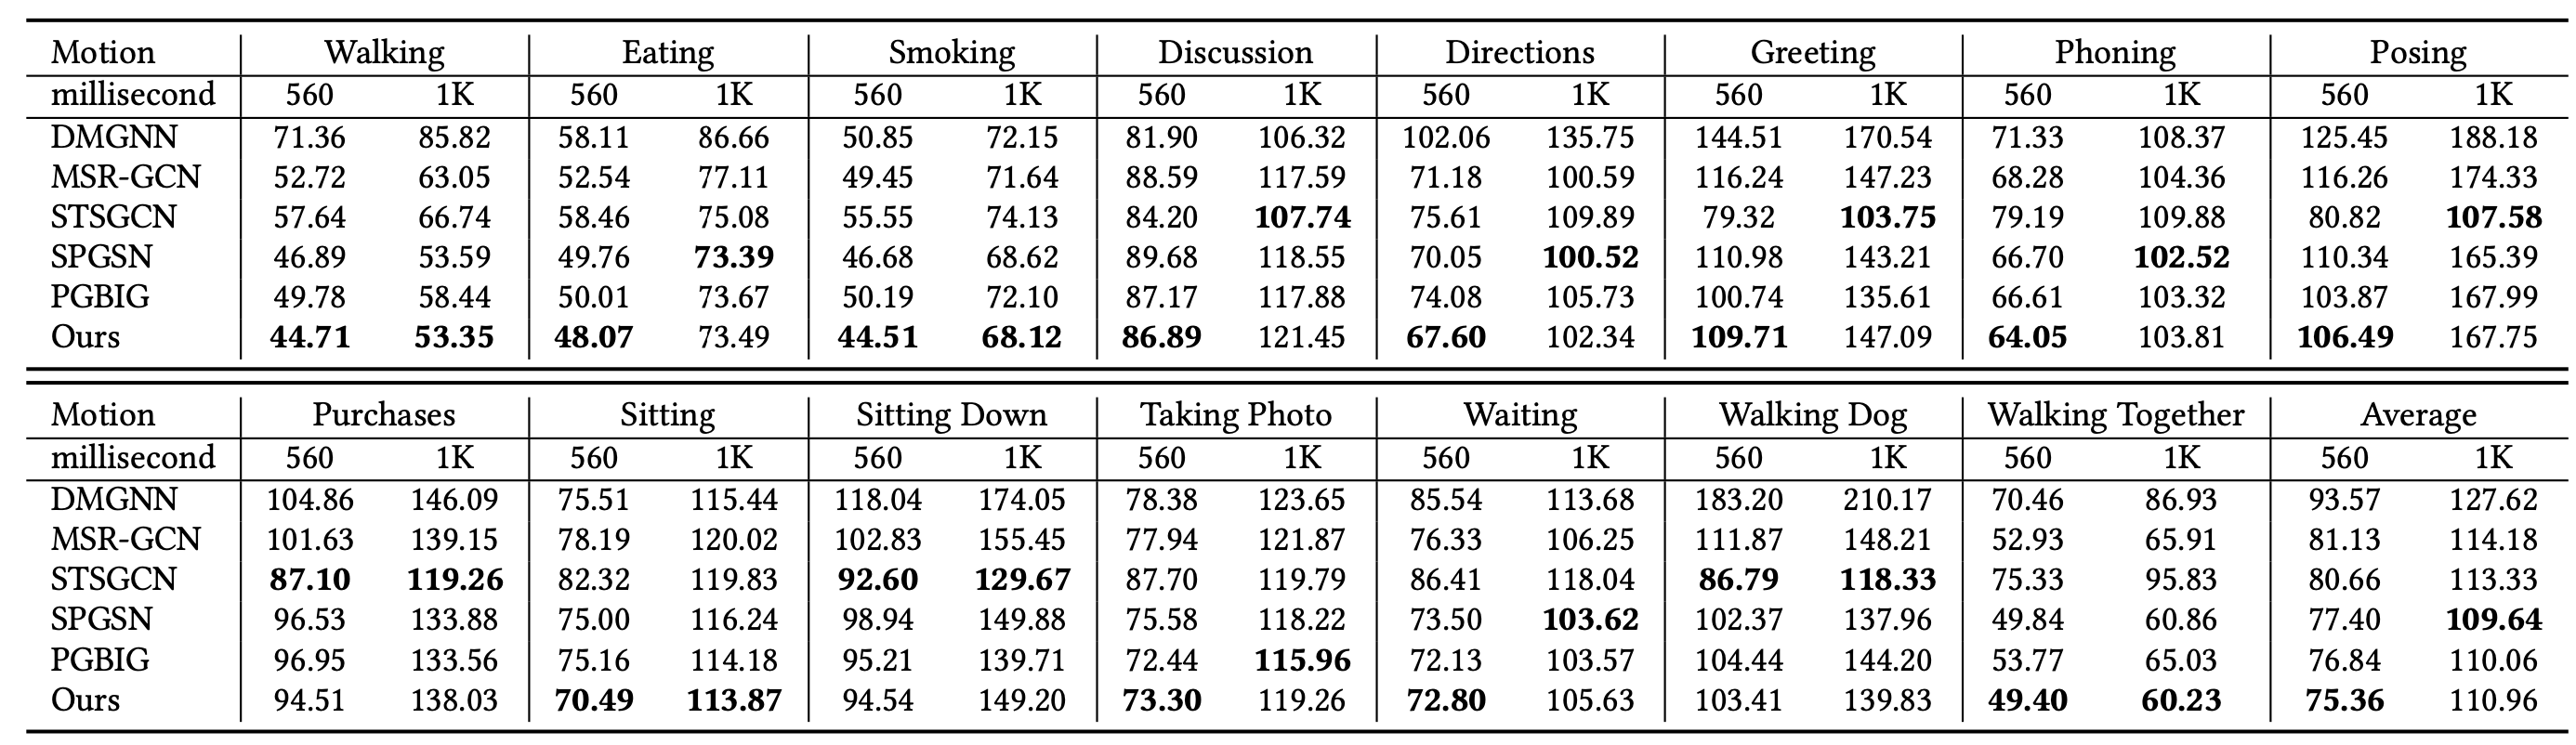 Motion Walking Eating Smoking Discussion Directions Greeting Phoning Posing
millisecond 560 1K 560 1K 560 1K 560 1K 560 1K 560 1K 560 1K 560 1K
DMGNN 71.36 85.82 58.11 86.66 50.85 72.15 81.90 106.32 102.06 135.75 144.51 170.54 71.33 108.37 125.45 188.18
MSR-GCN 52.72 63.05 52.54 77.11 49.45 71.64 88.59 117.59 71.18 100.59 116.24 147.23 68.28 104.36 116.26 174.33
STSGCN 57.64 66.74 58.46 75.08 55.55 74.13 84.20 107.74 75.61 109.89 79.32 103.75 79.19 109.88 80.82 107.58
SPGSN 46.89 53.59 49.76 73.39 46.68 68.62 89.68 118.55 70.05 100.52 110.98 143.21 66.70 102.52 110.34 165.39
PGBIG 49.78 58.44 50.01 73.67 50.19 72.10 87.17 117.88 74.08 105.73 100.74 135.61 66.61 103.32 103.87 167.99
Ours 44.71 53.35 48.07 73.49 44.51 68.12 86.89 121.45 67.60 102.34 109.71 147.09 64.05 103.81 106.49 167.75
Motion Purchases Sitting Sitting Down Taking Photo Waiting Walking Dog Walking Together Average
millisecond 560 1K 560 1K 560 1K 560 1K 560 1K 560 1K 560 1K 560 1K
DMGNN 104.86 146.09 75.51 115.44 118.04 174.05 78.38 123.65 85.54 113.68 183.20 210.17 70.46 86.93 93.57 127.62
MSR-GCN 101.63 139.15 78.19 120.02 102.83 155.45 77.94 121.87 76.33 106.25 111.87 148.21 52.93 65.91 81.13 114.18
STSGCN 87.10 119.26 82.32 119.83 92.60 129.67 87.70 119.79 86.41 118.04 86.79 118.33 75.33 95.83 80.66 113.33
SPGSN 96.53 133.88 75.00 116.24 98.94 149.88 75.58 118.22 73.50 103.62 102.37 137.96 49.84 60.86 77.40 109.64
PGBIG 96.95 133.56 75.16 114.18 95.21 139.71 72.44 115.96 72.13 103.57 104.44 144.20 53.77 65.03 76.84 110.06
Ours 94.51 138.03 70.49 113.87 94.54 149.20 73.30 119.26 72.80 105.63 103.41 139.83 49.40 60.23 75.36 110.96